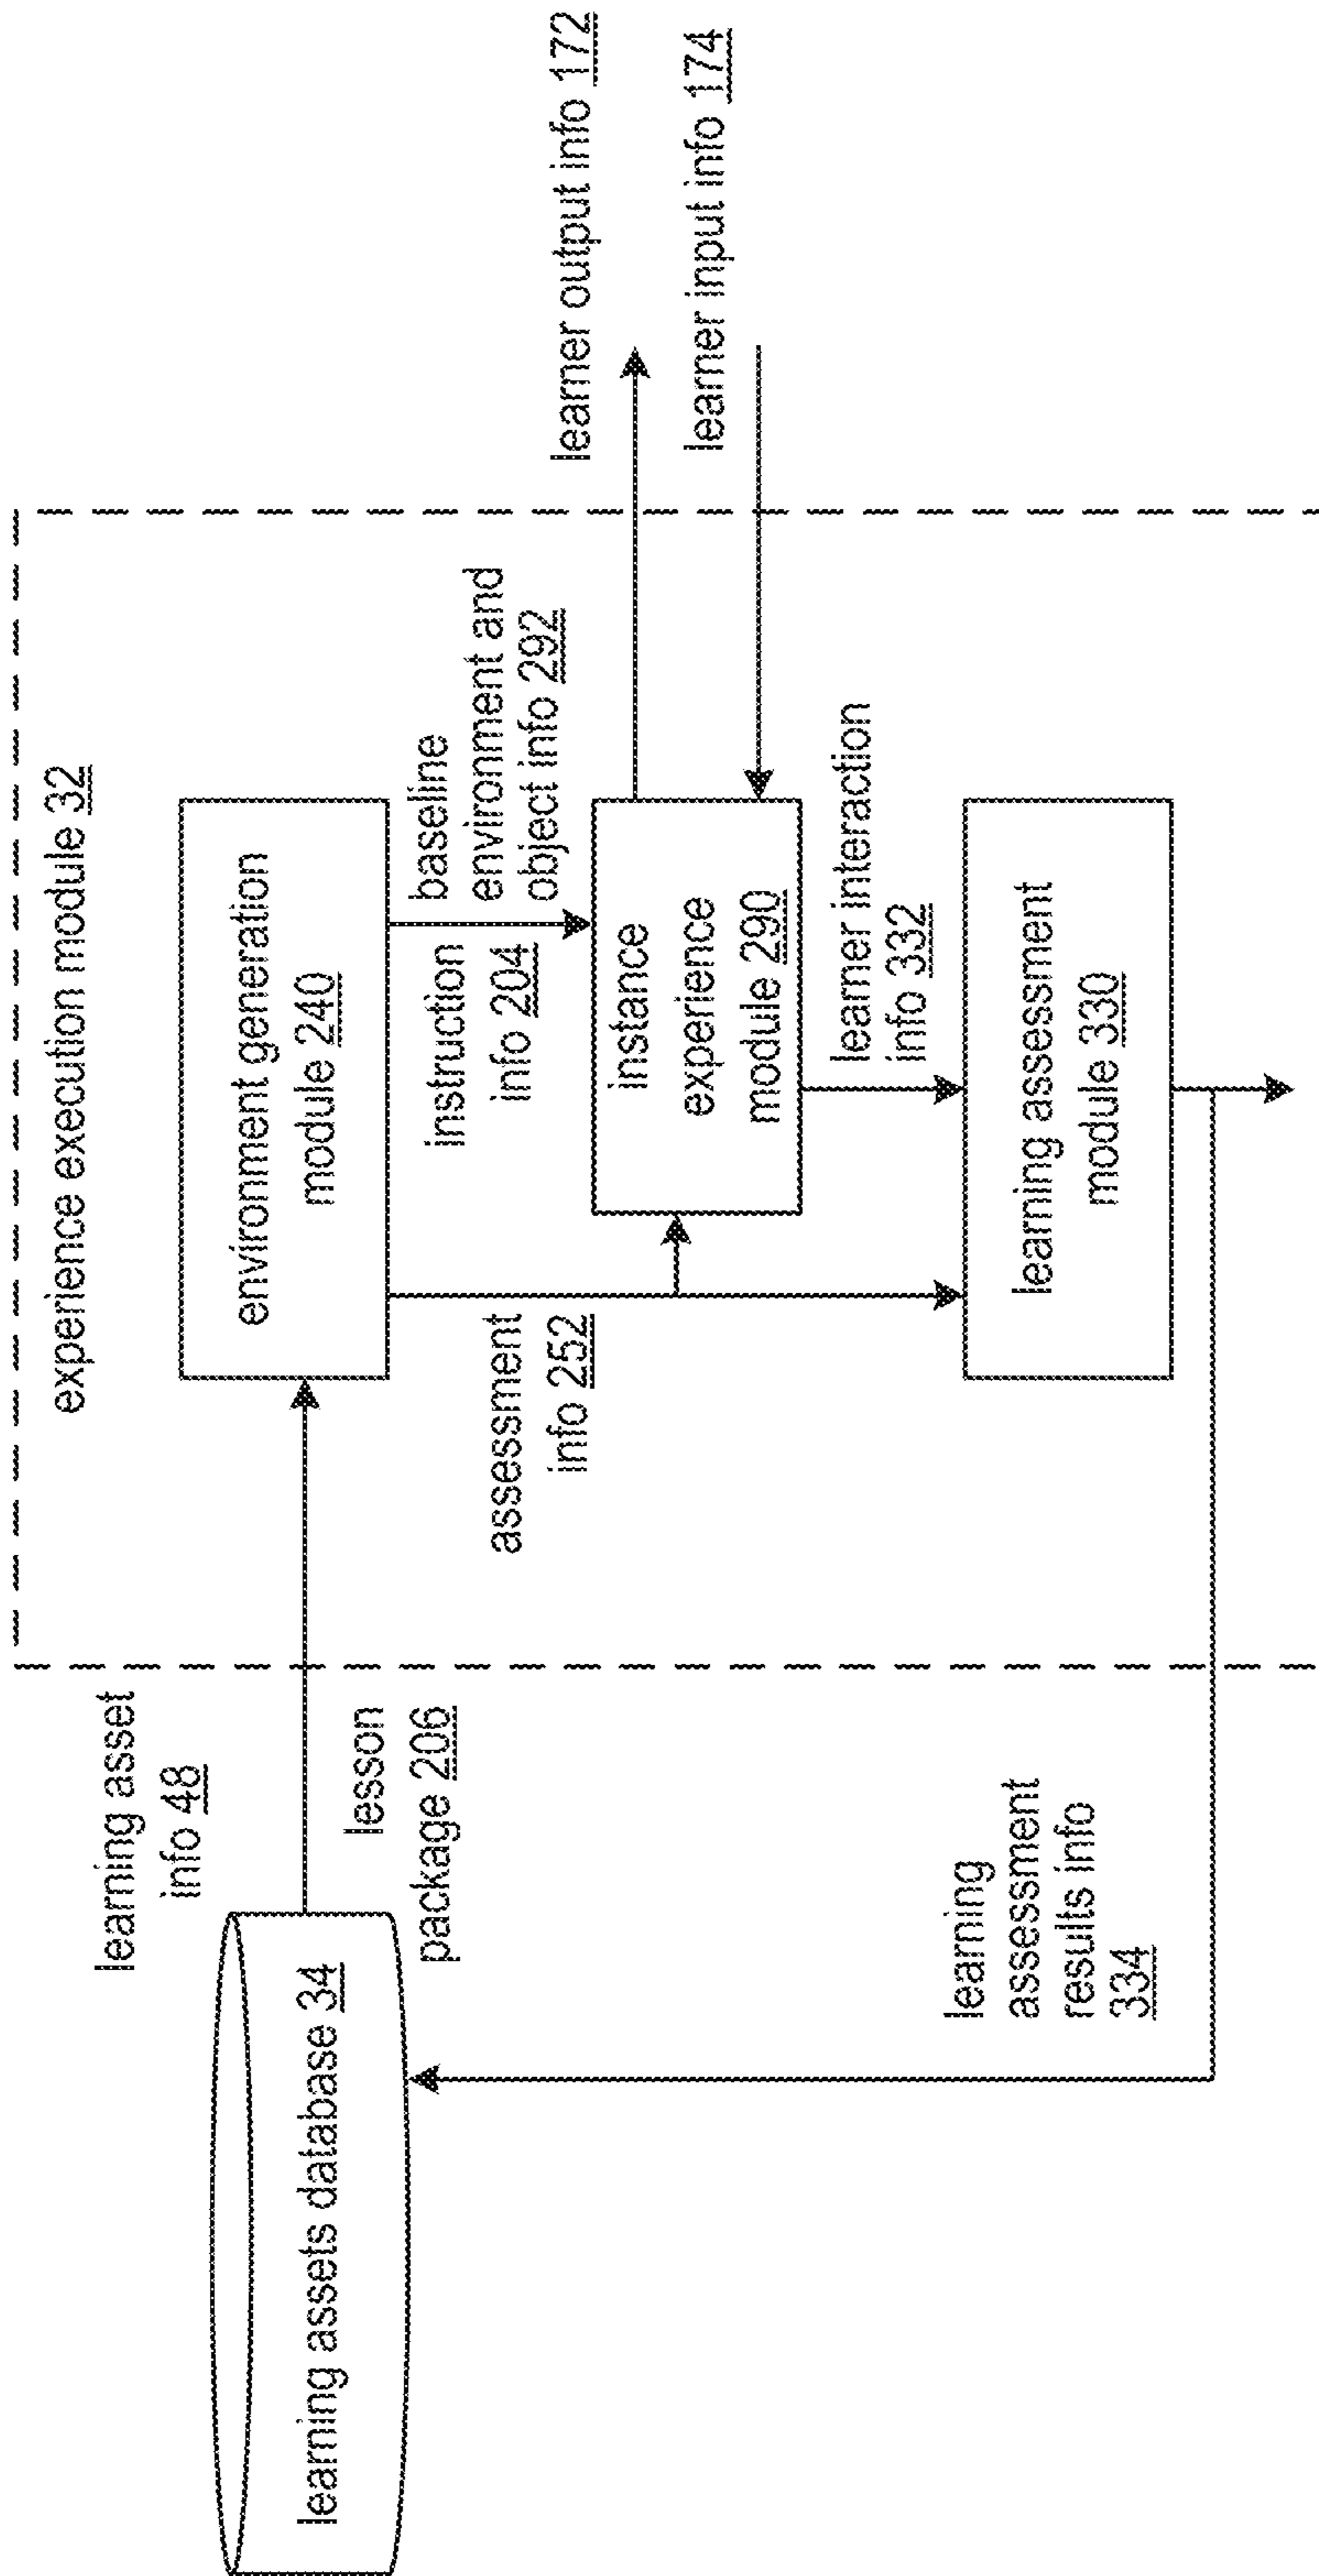 experience execution module 32
learning asset
info 48
learning assets database 34
lesson
package 206
environment generation
module 240
assessment
info 252
instruction
info 204
baseline
environment and
object info 292
instance
experience
module 290
learner output info 172
learner input info 174
learner interaction
info 332
learning assessment
module 330
learning
assessment
results info
334